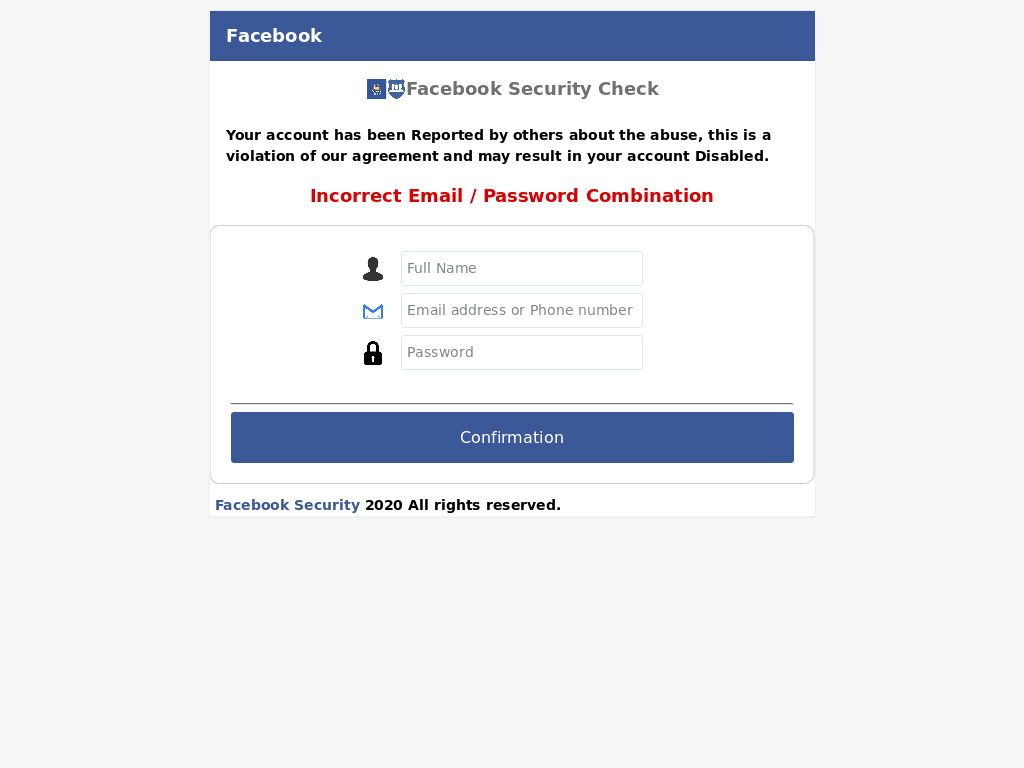 Facebook
Facebook Security Check
Your account has been Reported by others about the abuse, this is a
violation of our agreement and may result in your account Disabled.
Incorrect Email / Password Combination
Full Name
Email address or Phone number
Password
Confirmation
Facebook Security 2020 All rights reserved.